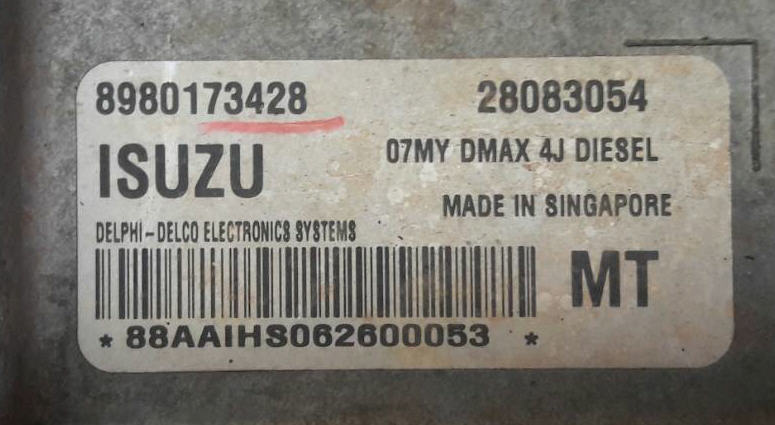 8980173428 28083054
ISUZU 07MY DMAX 4J DIESEL
MADE IN SINGAPORE
DELPHI-DELCO ELECTRONICS SYSTEMS
MT
*88AAIHS062600053 *